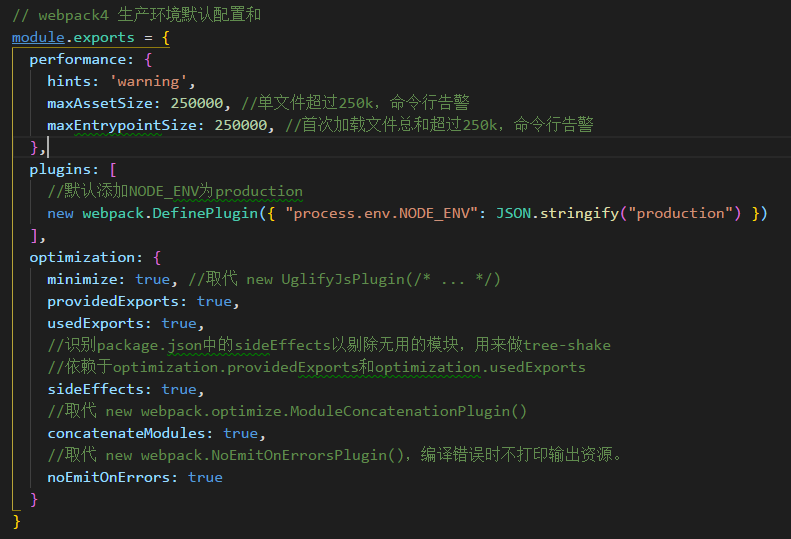 // webpack4 生产环境默认配置和
module.exports = {
  performance: {
    hints: 'warning',
    maxAssetSize: 250000, //单文件超过250k，命令行告警
    maxEntrypointSize: 250000, //首次加载文件总和超过250k，命令行告警
  },
  plugins: [
    //默认添加NODE_ENV为production
    new webpack.DefinePlugin({ "process.env.NODE_ENV": JSON.stringify("production") })
  ],
  optimization: {
    minimize: true, //取代 new UglifyJsPlugin(/* ... */)
    providedExports: true,
    usedExports: true,
    //识别package.json中的sideEffects以剔除无用的模块，用来做tree-shake
    //依赖于optimization.providedExports和optimization.usedExports
    sideEffects: true,
    //取代 new webpack.optimize.ModuleConcatenationPlugin()
    concatenateModules: true,
    //取代 new webpack.NoEmitOnErrorsPlugin()，编译错误时不打印输出资源。
    noEmitOnErrors: true
  }
}